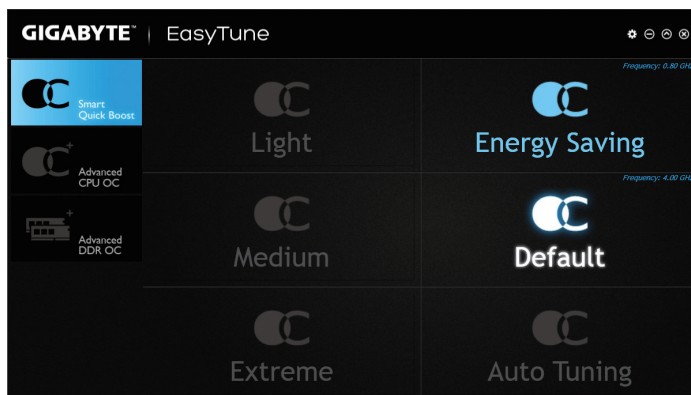 GIGABYTE™ | EasyTune
Smart
Quick Boost
Advanced
CPU OC
Advanced
DDR OC
Light
Frequency: 0.80 GHz
Energy Saving
Medium
Frequency: 4.00 GHz
Default
Extreme
Auto Tuning